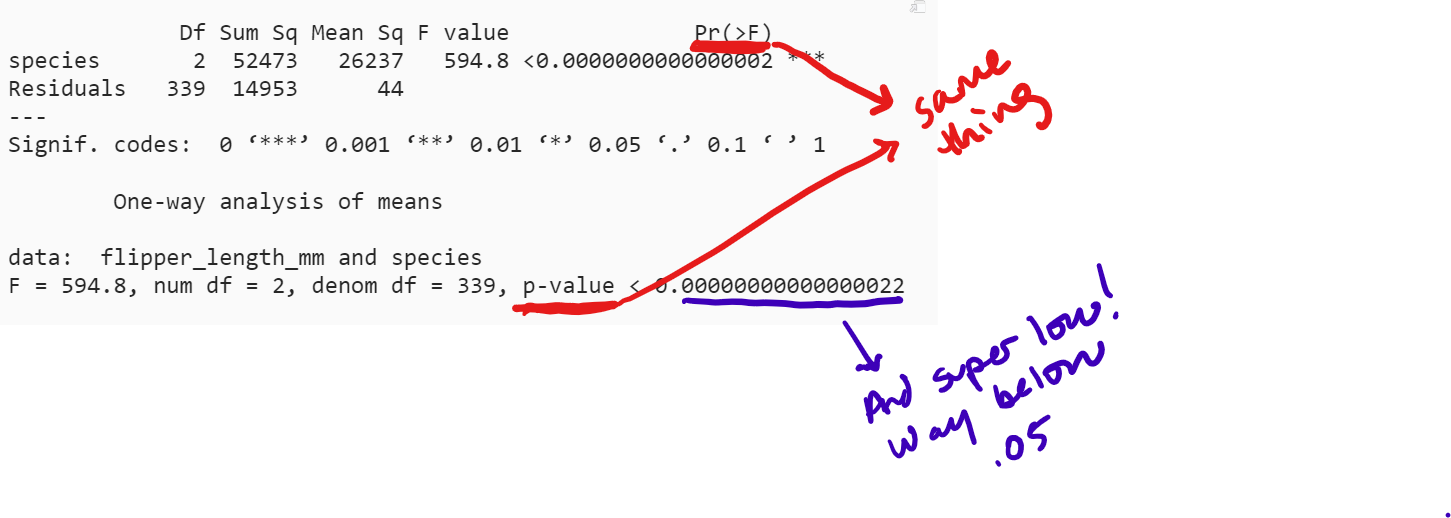 Df Sum Sq Mean Sq F value Pr(>F)
species 2 52473 26237 594.8 <0.0000000000000002 ***
Residuals 339 14953 44
---
Signif. codes: 0 ‘***’ 0.001 ‘**’ 0.01 ‘*’ 0.05 ‘.’ 0.1 ‘ ’ 1
same
thing
One-way analysis of means
data: flipper_length_mm and species
F = 594.8, num df = 2, denom df = 339, p-value < 0.00000000000000022
And super low!
way below
.05